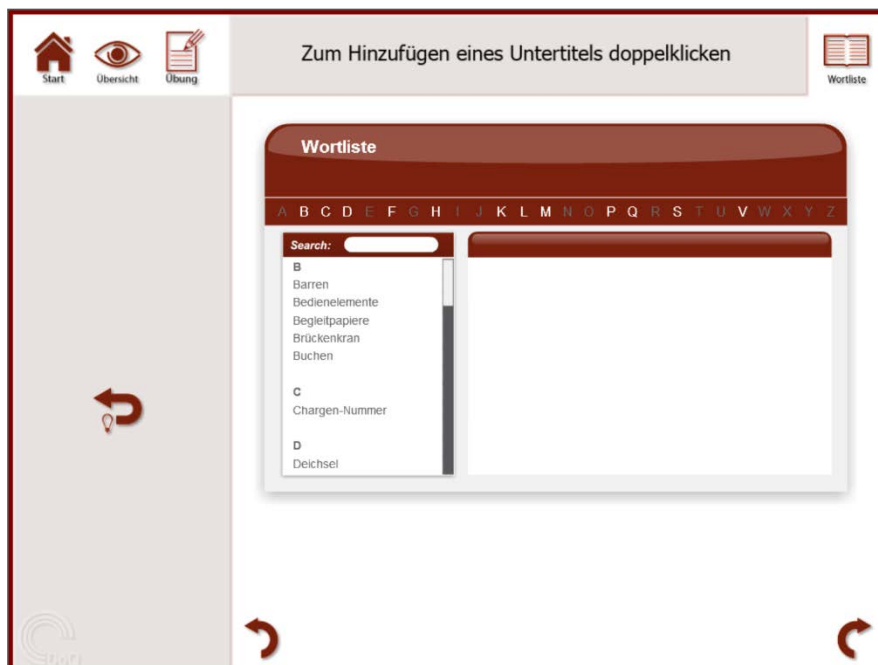 Start
Übersicht
Übung
Zum Hinzufügen eines Untertitels doppelklicken
Wortliste
Wortliste
A B C D E F G H I J K L M N O P Q R S T U V W X Y Z
Search:
B
Barren
Bedienelemente
Begleitpapiere
Brückenkran
Buchen
C
Chargen-Nummer
D
Deichsel